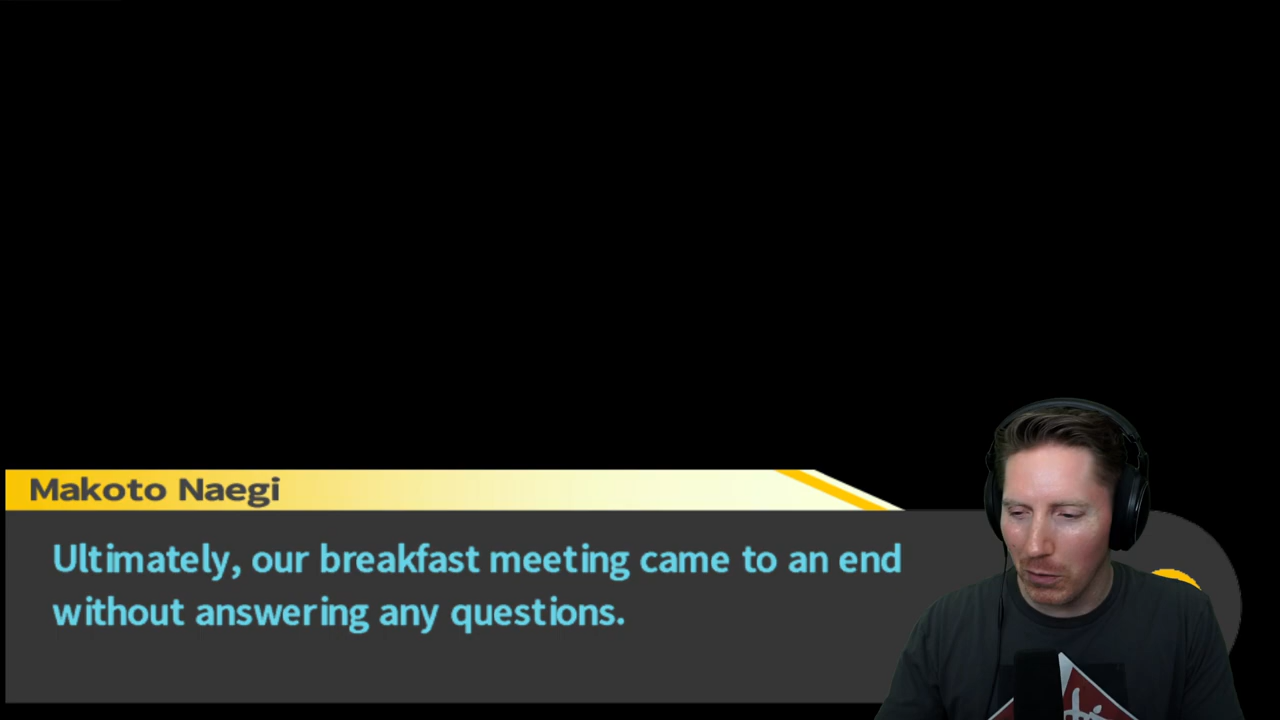 Makoto Naegi
Ultimately, our breakfast meeting came to an end
without answering any questions.